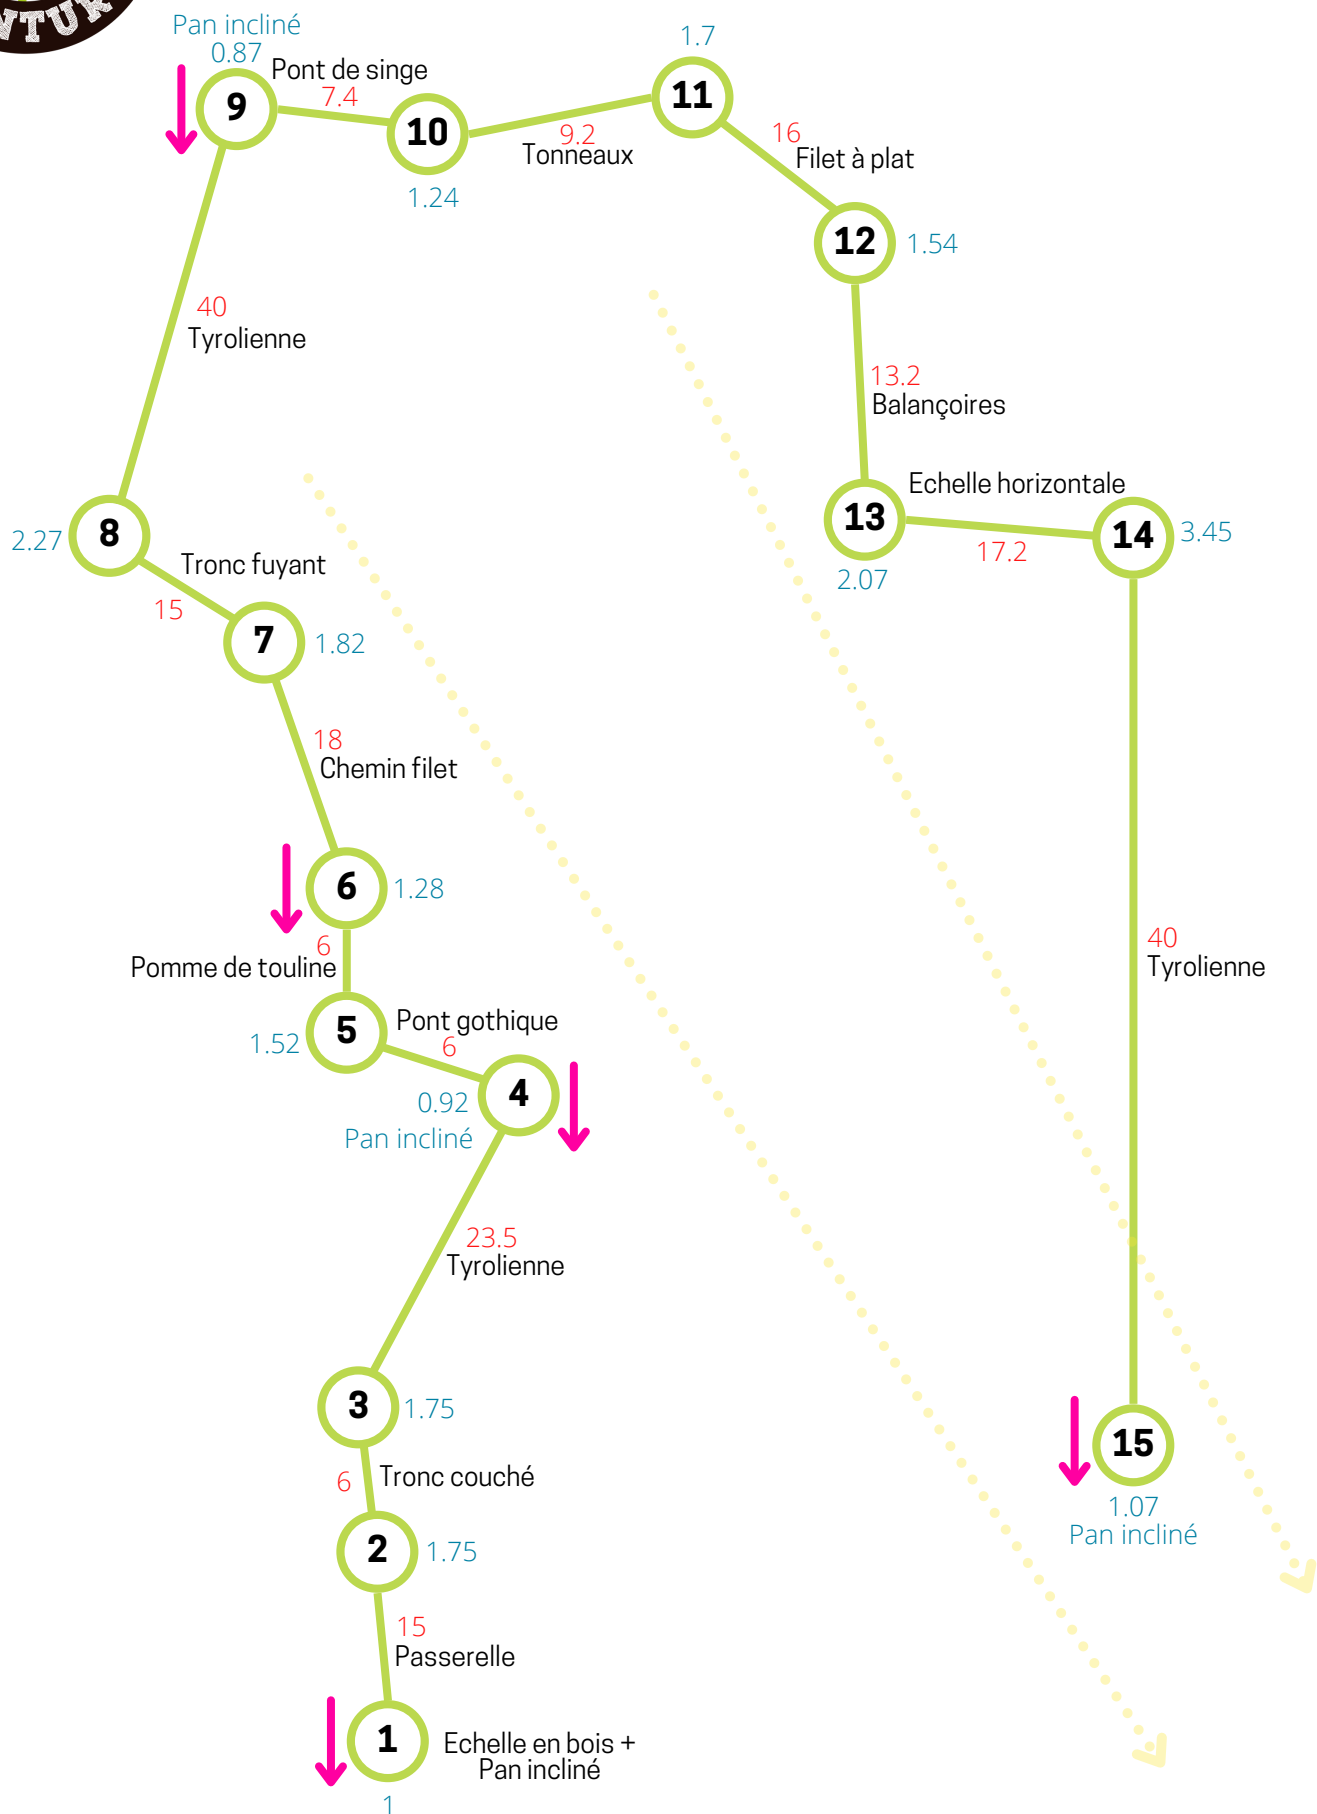 Pan incliné
0.87
9
Pont de singe
7.4
10
1.24
9.2
Tonneaux
1.7
11
16
Filet à plat
12
1.54
40
Tyrolienne
13.2
Balançoires
Echelle horizontale
13
2.07
17.2
14
3.45
2.27
8
Tronc fuyant
15
7
1.82
18
Chemin filet
6
1.28
6
Pomme de touline
5
1.52
Pont gothique
6
4
0.92
Pan incliné
40
Tyrolienne
23.5
Tyrolienne
3
1.75
6
Tronc couché
2
1.75
15
1.07
Pan incliné
15
Passerelle
1
Echelle en bois +
Pan incliné
1